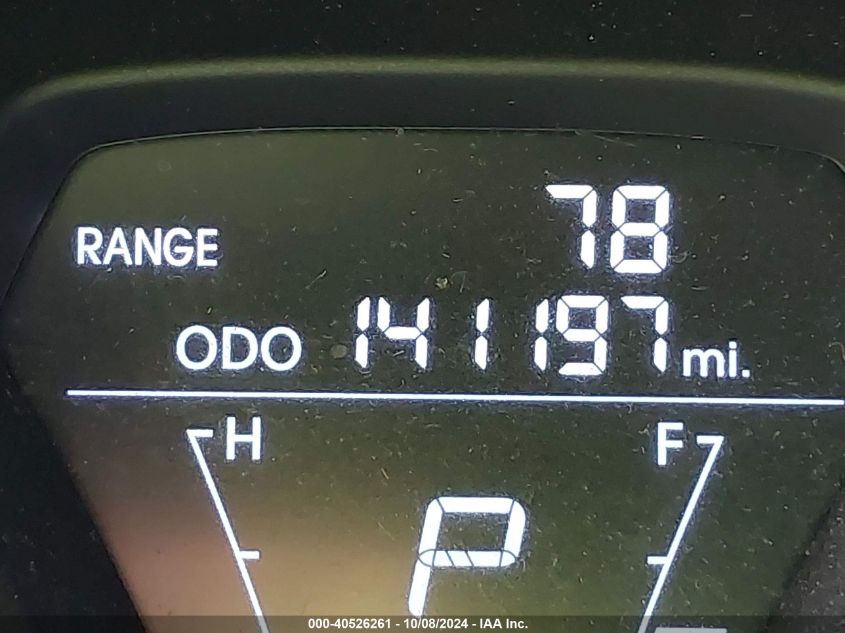 RANGE 78
ODO 141197 mi.
H F
P
000-40526261 - 10/08/2024 - IAA Inc.